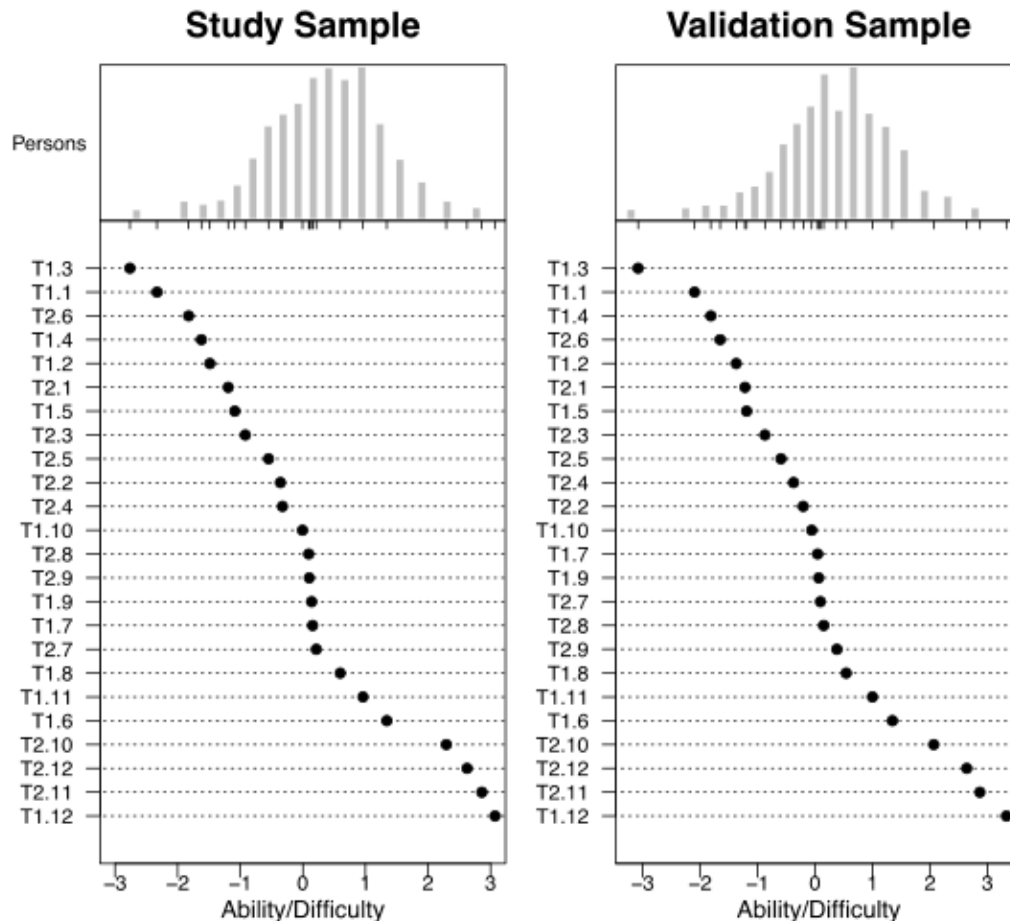 Study Sample
Persons
T1.3
T1.1
T2.6
T1.4
T1.2
T2.1
T1.5
T2.3
T2.5
T2.2
T2.4
T1.10
T2.8
T2.9
T1.9
T1.7
T2.7
T1.8
T1.11
T1.6
T2.10
T2.12
T2.11
T1.12
−3 −2 −1 0 1 2 3
Ability/Difficulty
Validation Sample
T1.3
T1.1
T1.4
T2.6
T1.2
T2.1
T1.5
T2.3
T2.5
T2.4
T2.2
T1.10
T1.7
T1.9
T2.7
T2.8
T2.9
T1.8
T1.11
T1.6
T2.10
T2.12
T2.11
T1.12
−3 −2 −1 0 1 2 3
Ability/Difficulty